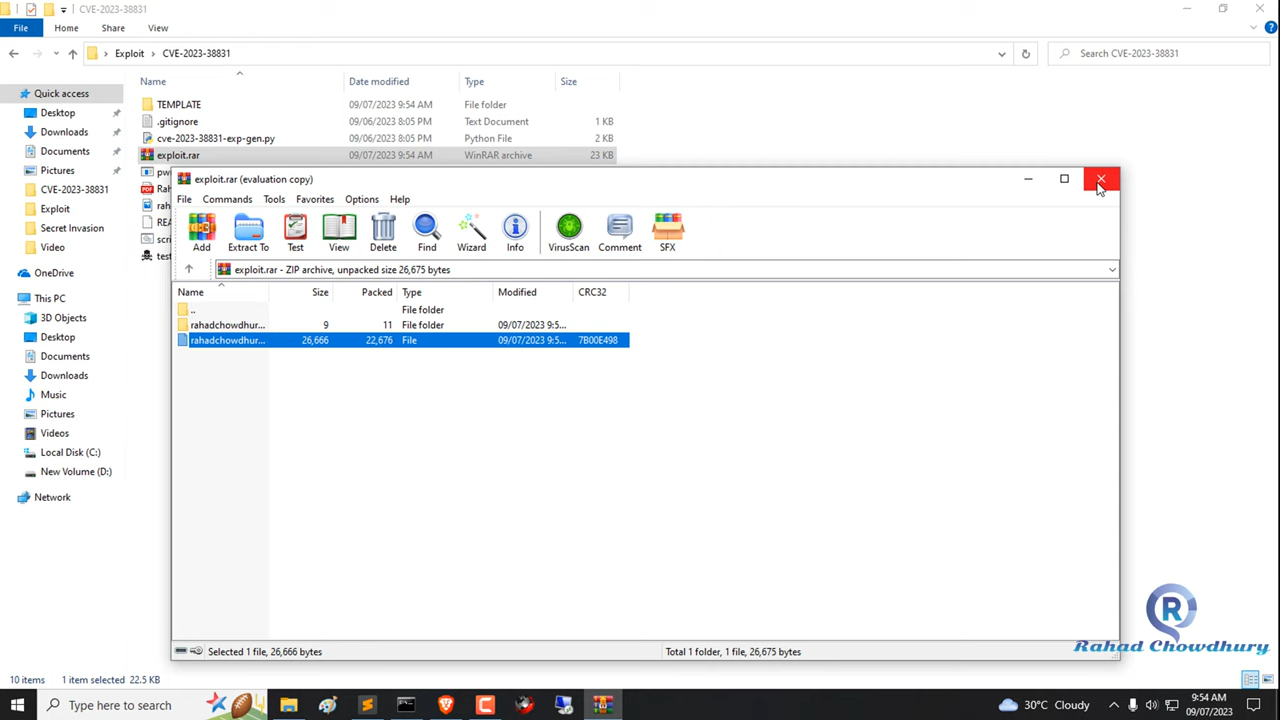 CVE-2023-38831
File Home Share View
Exploit CVE-2023-38831 Search CVE-2023-38831
Name Date modified Type Size
Quick access
Desktop
Downloads
Documents
Pictures
CVE-2023-38831
Exploit
Secret Invasion
Video
OneDrive
This PC
3D Objects
Desktop
Documents
Downloads
Music
Pictures
Videos
Local Disk (C:)
New Volume (D:)
Network
TEMPLATE 09/07/2023 9:54 AM File folder
.gitignore 09/06/2023 8:05 PM Text Document 1 KB
cve-2023-38831-exp-gen.py 09/06/2023 8:05 PM Python File 2 KB
exploit.rar 09/07/2023 9:54 AM WinRAR archive 23 KB
exploit.rar (evaluation copy)
File Commands Tools Favorites Options Help
Add Extract To Test View Delete Find Wizard Info VirusScan Comment SFX
exploit.rar - ZIP archive, unpacked size 26,675 bytes
Name Size Packed Type Modified CRC32
.. File folder
rahadchowdhur... 9 11 File folder 09/07/2023 9:5...
rahadchowdhur... 26,666 22,676 File 09/07/2023 9:5... 7B00E498
Selected 1 file, 26,666 bytes Total 1 folder, 1 file, 26,675 bytes
Rahad Chowdhury
10 items 1 item selected 22.5 KB
Type here to search
30°C Cloudy
9:54 AM
09/07/2023